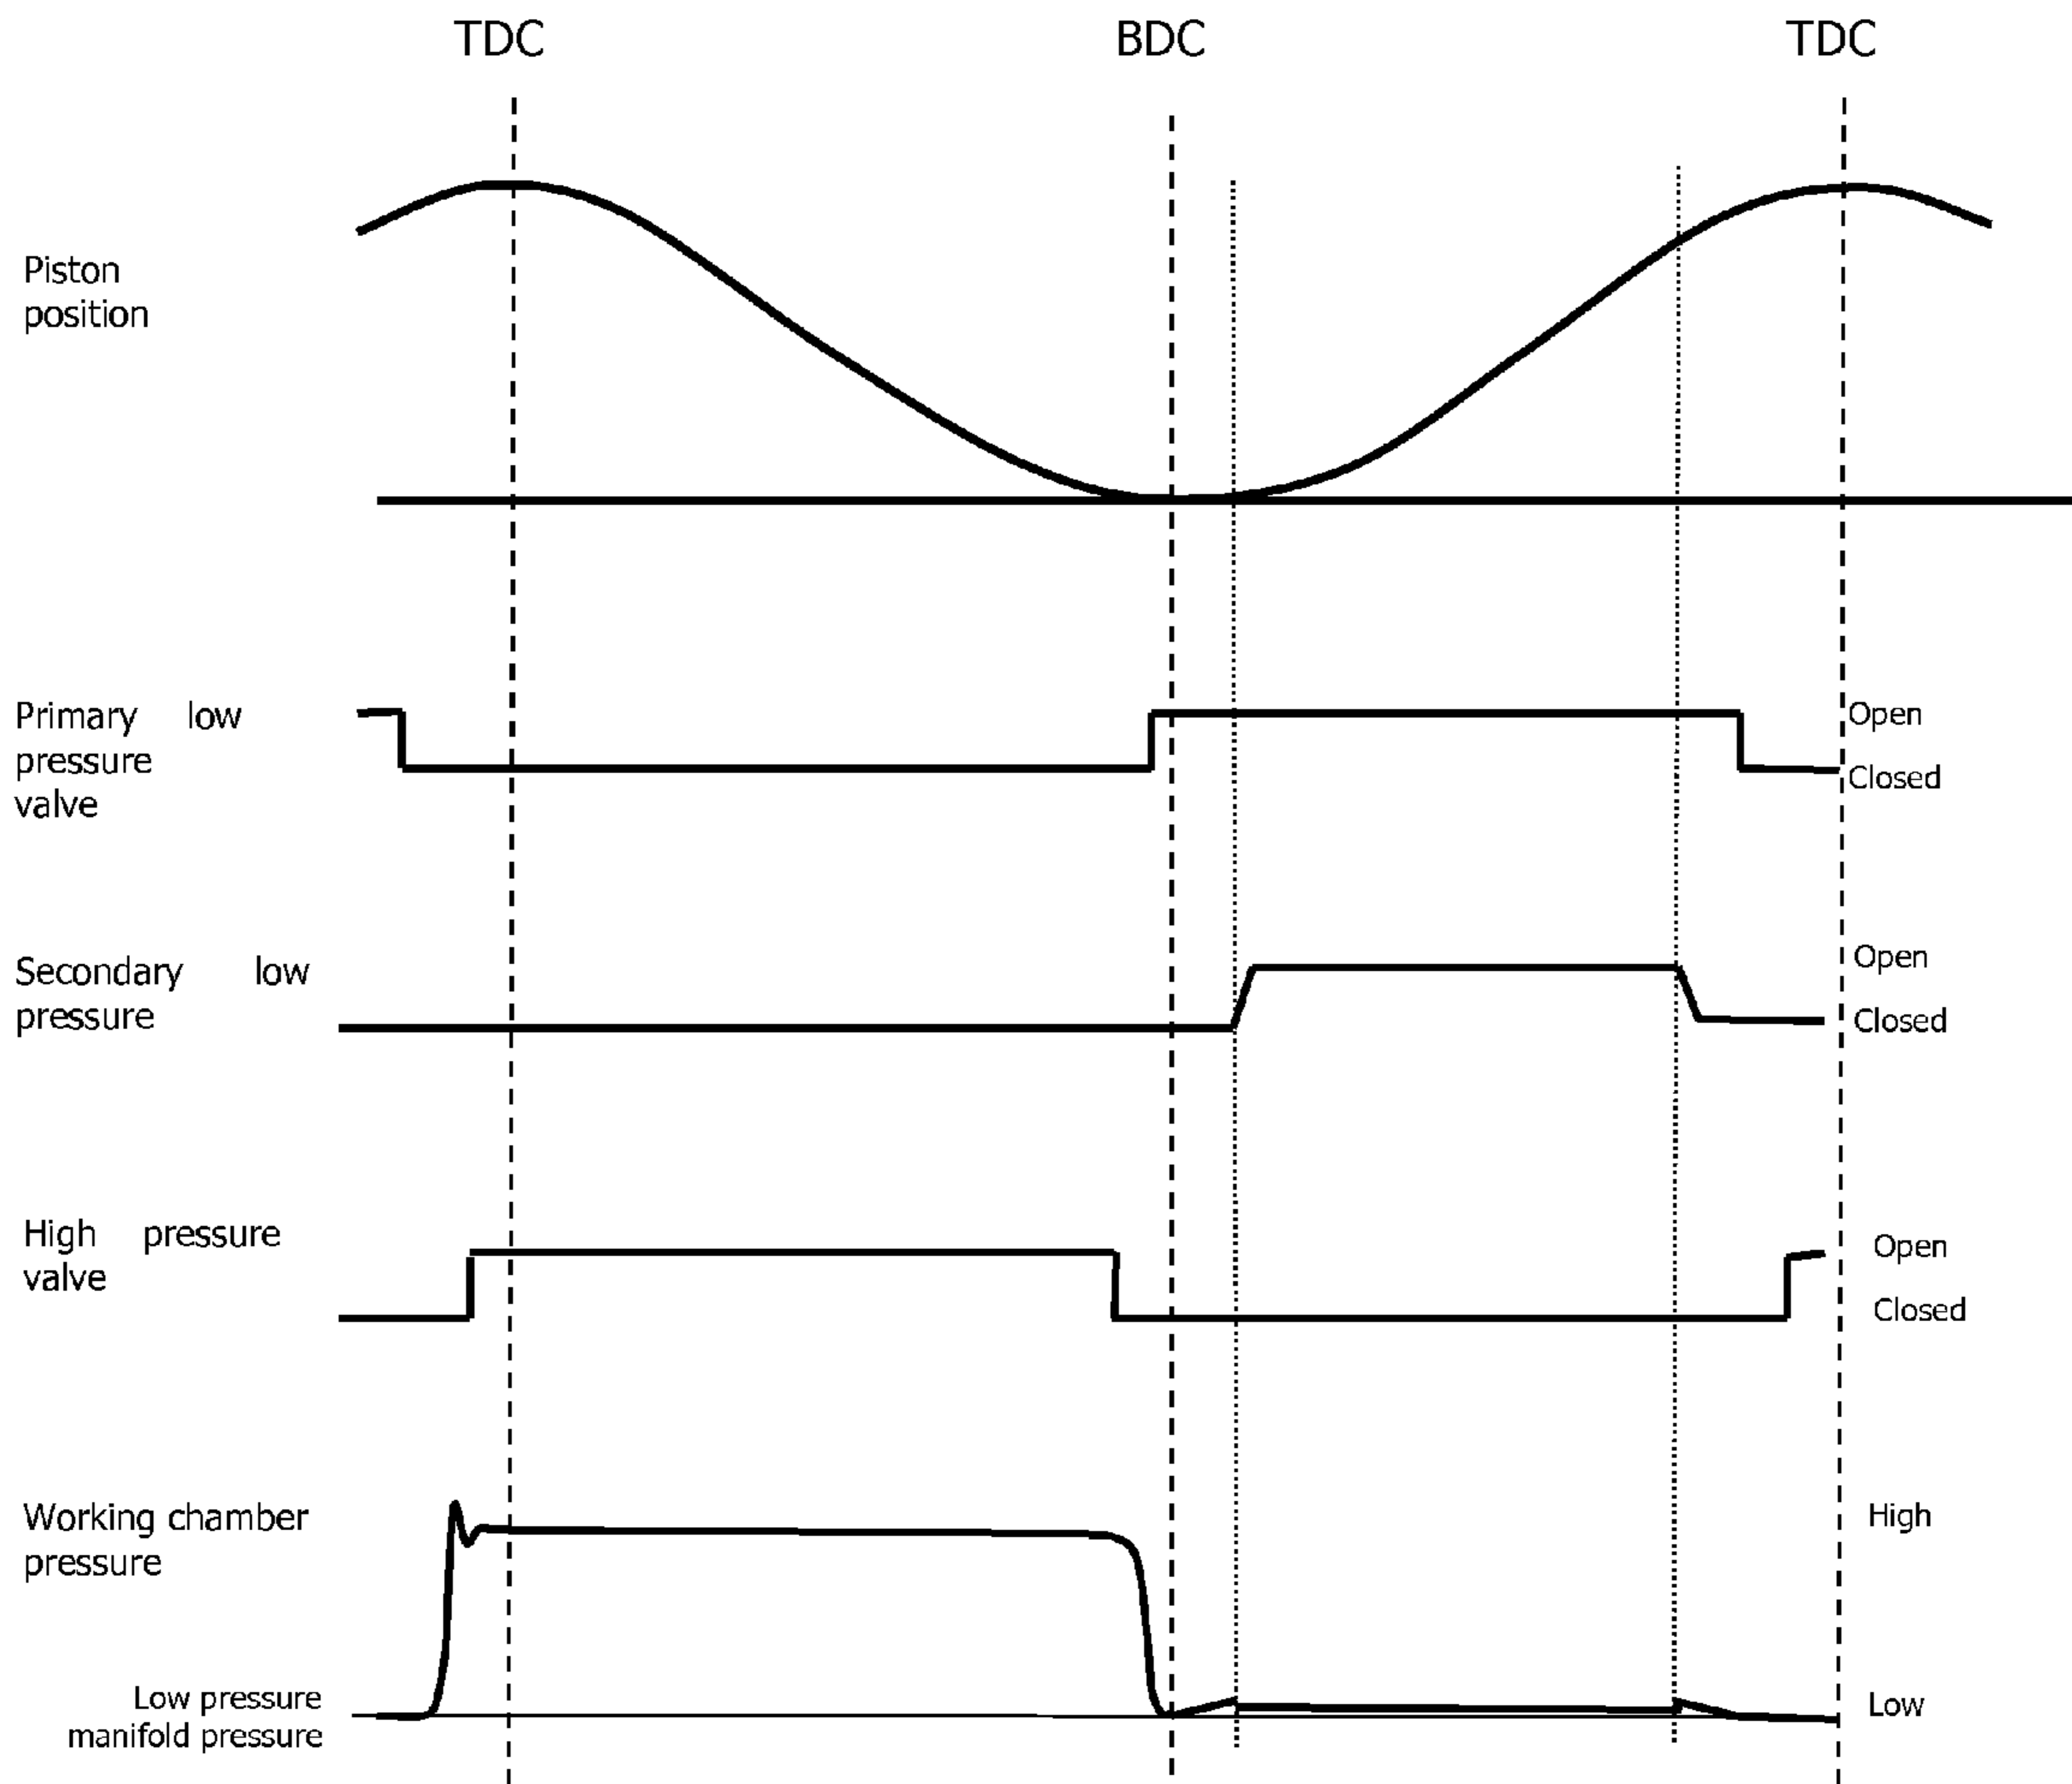 TDC BDC TDC
Piston
position
Primary low
pressure
valve
Open
Closed
Secondary low
pressure
Open
Closed
High pressure
valve
Open
Closed
Working chamber
pressure
High
Low pressure
manifold pressure
Low